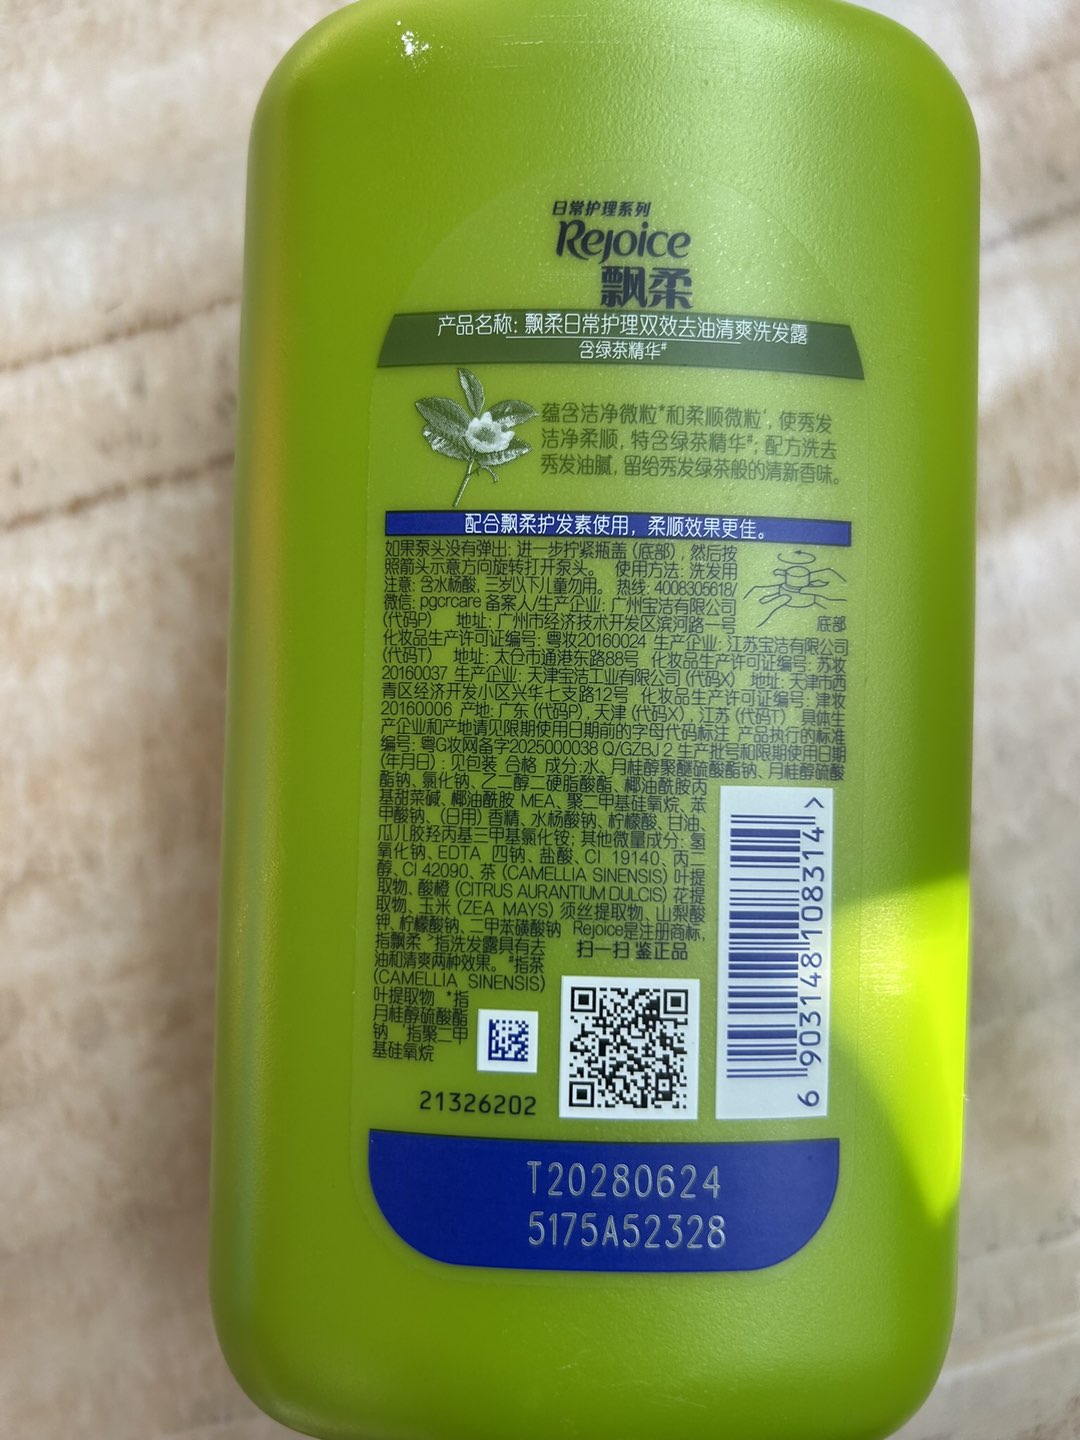 日常护理系列
Rejoice
飘柔
产品名称: 飘柔日常护理双效去油清爽洗发露
含绿茶精华#
蕴含洁净微粒*和柔顺微粒', 使秀发
洁净柔顺, 特含绿茶精华#; 配方洗去
秀发油腻, 留给秀发绿茶般的清新香味。
配合飘柔护发素使用, 柔顺效果更佳。
如果泵头没有弹出: 进一步拧紧瓶盖 (底部), 然后按
照箭头示意方向旋转打开泵头。 使用方法: 洗发用
注意: 含水杨酸, 三岁以下儿童勿用。 热线: 4008305618/
微信: pgcrcare 备案人/生产企业: 广州宝洁有限公司
(代码P) 地址: 广州市经济技术开发区滨河路一号
底部
化妆品生产许可证编号: 粤妆20160024 生产企业: 江苏宝洁有限公司
(代码T) 地址: 太仓市通港东路88号 化妆品生产许可证编号: 苏妆
20160037 生产企业: 天津宝洁工业有限公司 (代码X) 地址: 天津市西
青区经济开发小区兴华七支路12号 化妆品生产许可证编号: 津妆
20160006 产地: 广东 (代码P), 天津 (代码X), 江苏 (代码T) 具体生
产企业和产地请见限期使用日期前的字母代码标注 产品执行的标准
编号: 粤G妆网备字2025000038 Q/GZBJ 2 生产批号和限期使用日期
(年月日): 见包装 合格 成分:水、月桂醇聚醚硫酸酯钠、月桂醇硫酸
酯钠、氯化钠、乙二醇二硬脂酸酯、椰油酰胺丙
基甜菜碱、椰油酰胺 MEA、聚二甲基硅氧烷、苯
甲酸钠、(日用) 香精、水杨酸钠、柠檬酸、甘油、
瓜儿胶羟丙基三甲基氯化铵; 其他微量成分: 氢
氧化钠、EDTA 四钠、盐酸、CI 19140、丙二
醇、CI 42090、茶 (CAMELLIA SINENSIS) 叶提
取物、酸橙 (CITRUS AURANTIUM DULCIS) 花提
取物、玉米 (ZEA MAYS) 须丝提取物、山梨酸
钾、柠檬酸钠、二甲苯磺酸钠 Rejoice是注册商标,
指飘柔 >指洗发露具有去
油和清爽两种效果。 #指茶
(CAMELLIA SINENSIS)
叶提取物 *指
月桂醇硫酸酯
钠 '指聚二甲
基硅氧烷
扫一扫 鉴正品
21326202
6 903148 108314 >
T20280624
5175A52328